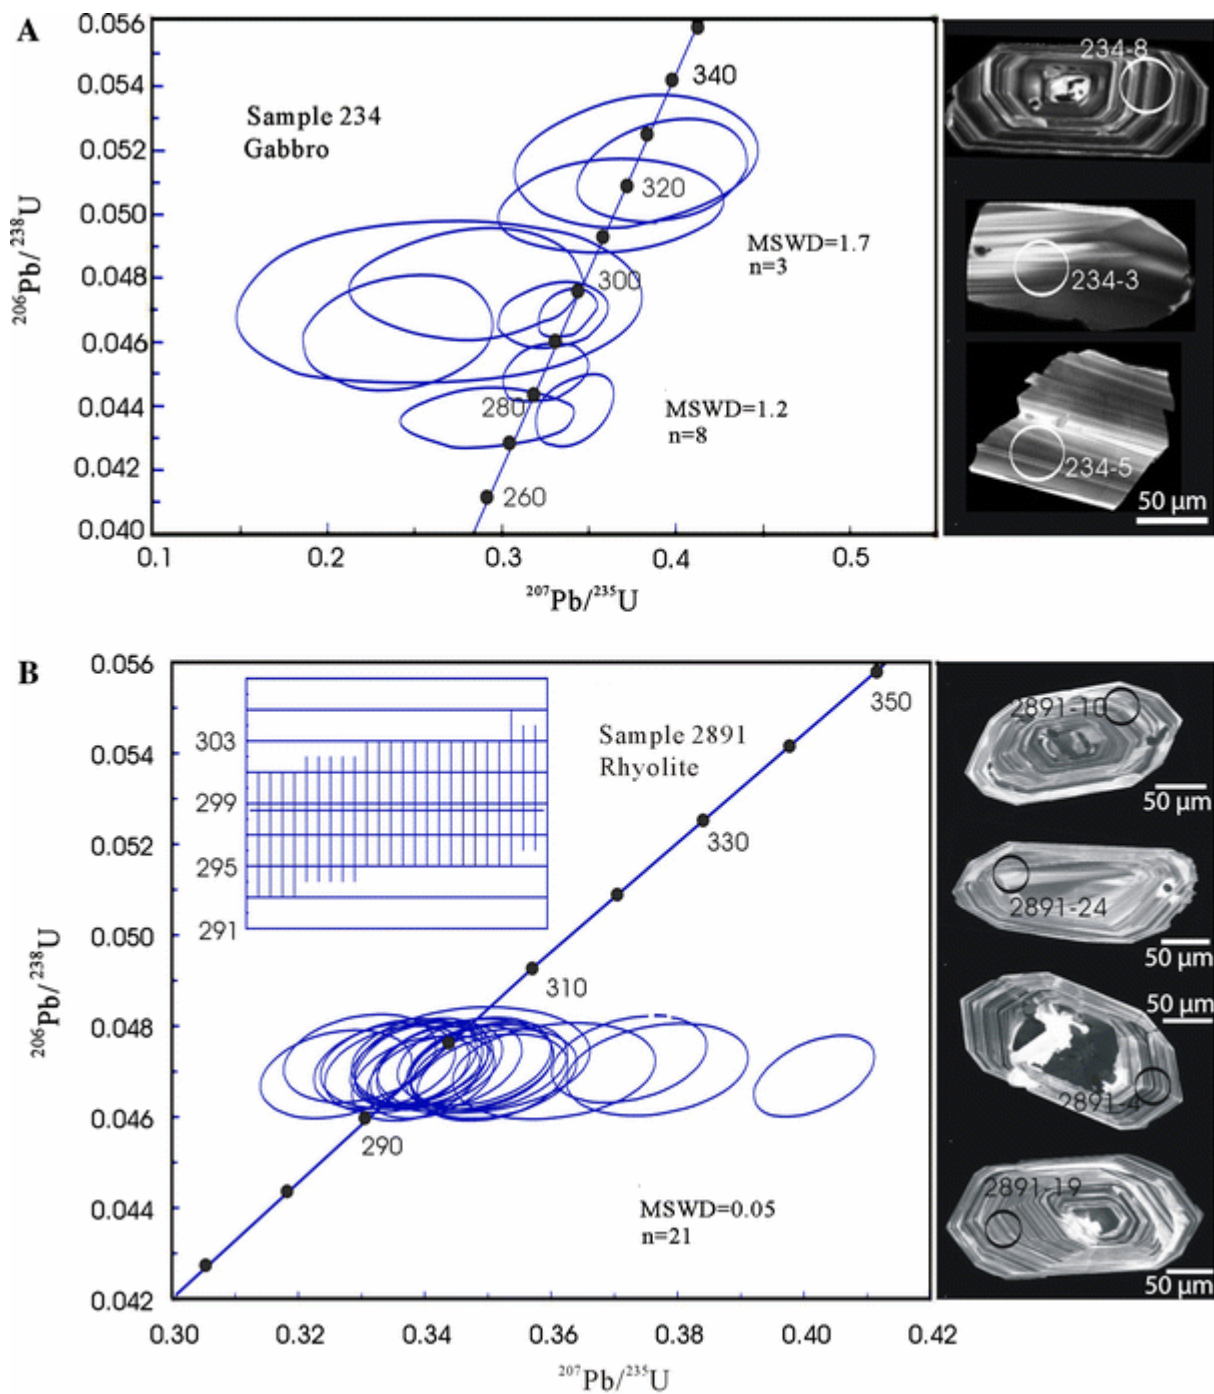 A
Sample 234
Gabbro
0.056
0.054
0.052
0.050
0.048
0.046
0.044
0.042
0.040
²⁰⁶Pb/²³⁸U
340
320
300
280
260
MSWD=1.7
n=3
MSWD=1.2
n=8
0.1
0.2
0.3
0.4
0.5
²⁰⁷Pb/²³⁵U
234-8
234-3
234-5
50 µm
B
Sample 2891
Rhyolite
0.056
0.054
0.052
0.050
0.048
0.046
0.044
0.042
²⁰⁶Pb/²³⁸U
303
299
295
291
350
330
310
290
MSWD=0.05
n=21
0.30
0.32
0.34
0.36
0.38
0.40
0.42
²⁰⁷Pb/²³⁵U
2891-10
50 µm
2891-24
50 µm
50 µm
2891-4
2891-19
50 µm